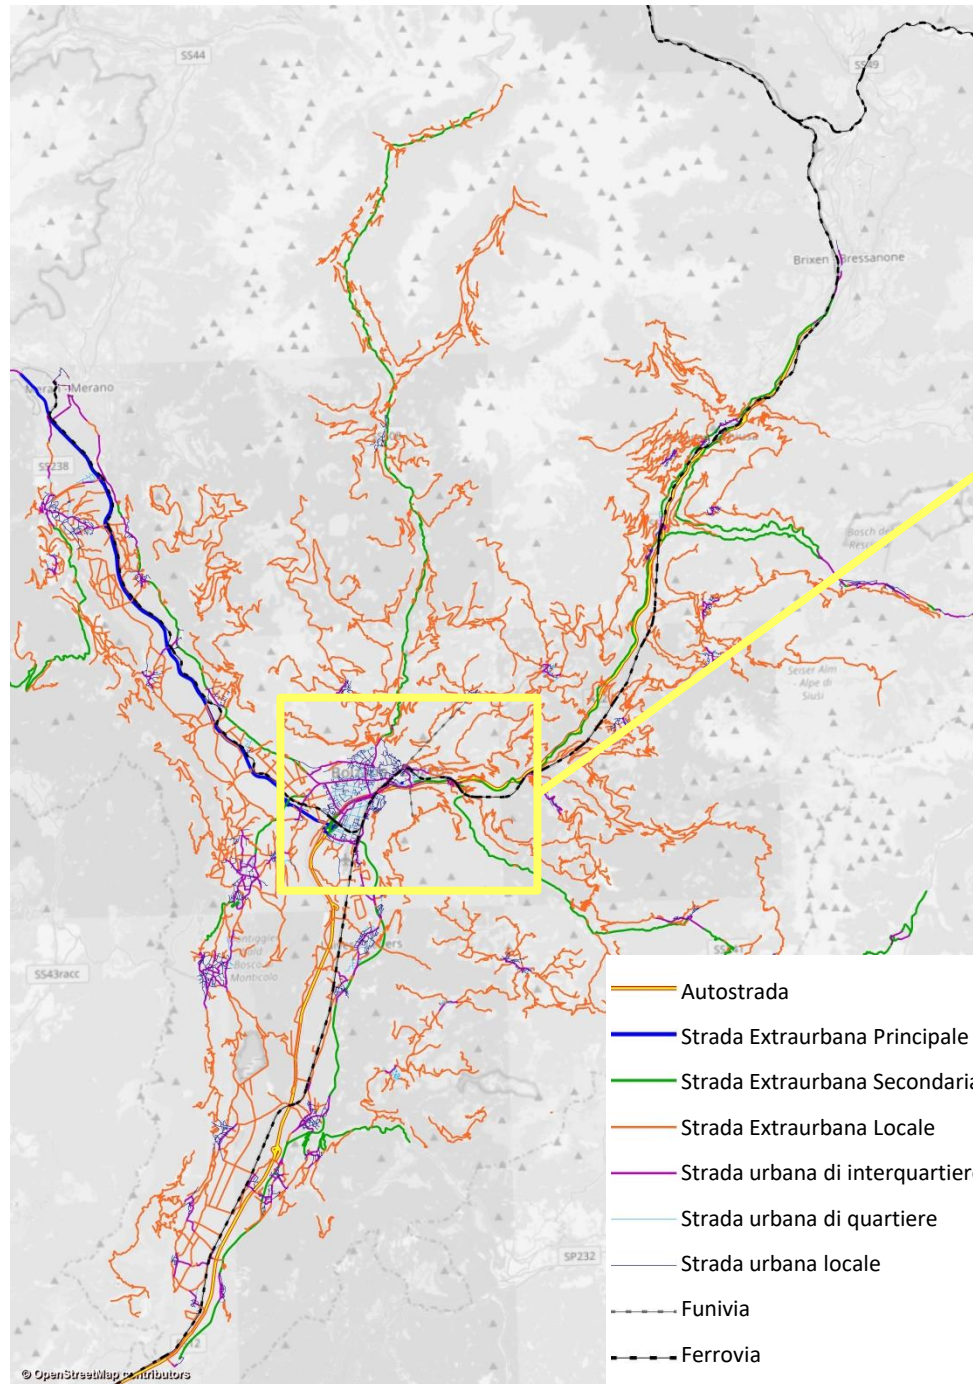 SS44
SS49
Brixen - Bressanone
Meran - Merano
SS238
Seiser Alm
- Alpe di
Siusi
SS43racc
Monticolo
SP232
Autostrada
Strada Extraurbana Principale
Strada Extraurbana Secondaria
Strada Extraurbana Locale
Strada urbana di interquartiere
Strada urbana di quartiere
Strada urbana locale
Funivia
Ferrovia
© OpenStreetMap contributors